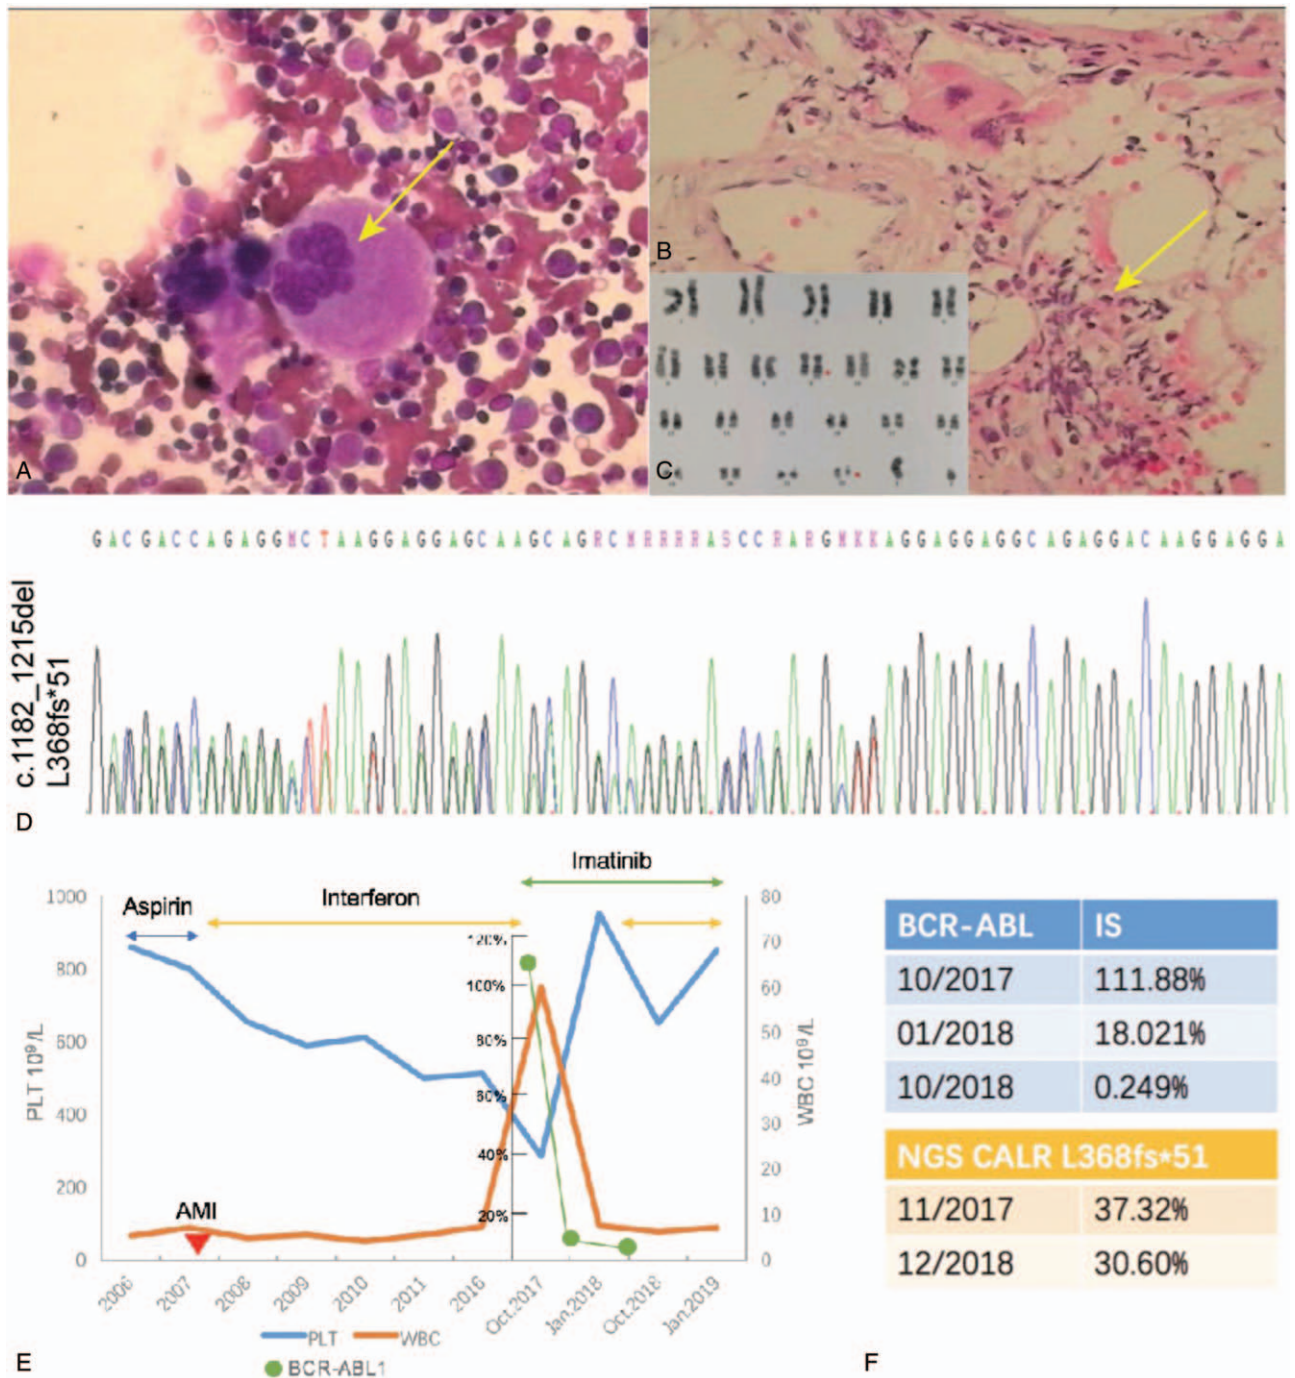 A
B
C
GACGACCAGAGGMCTAAGGAGGAGCAAGCAGRCMRRRRASCCRARGMKKAGGAGGAGGCAGAGGACAAGGAGGA
c.1182_1215del
L368fs*51
D
Imatinib
Aspirin
Interferon
AMI
PLT 10⁹/L
1000
800
600
400
200
0
120%
100%
80%
60%
40%
20%
80
70
60
50
40
30
20
10
0
WBC 10⁹/L
2006
2007
2008
2009
2010
2011
2016
Oct.2017
Jan.2018
Oct.2018
Jan.2019
PLT
WBC
BCR-ABL1
E
BCR-ABL IS
10/2017 111.88%
01/2018 18.021%
10/2018 0.249%
NGS CALR L368fs*51
11/2017 37.32%
12/2018 30.60%
F